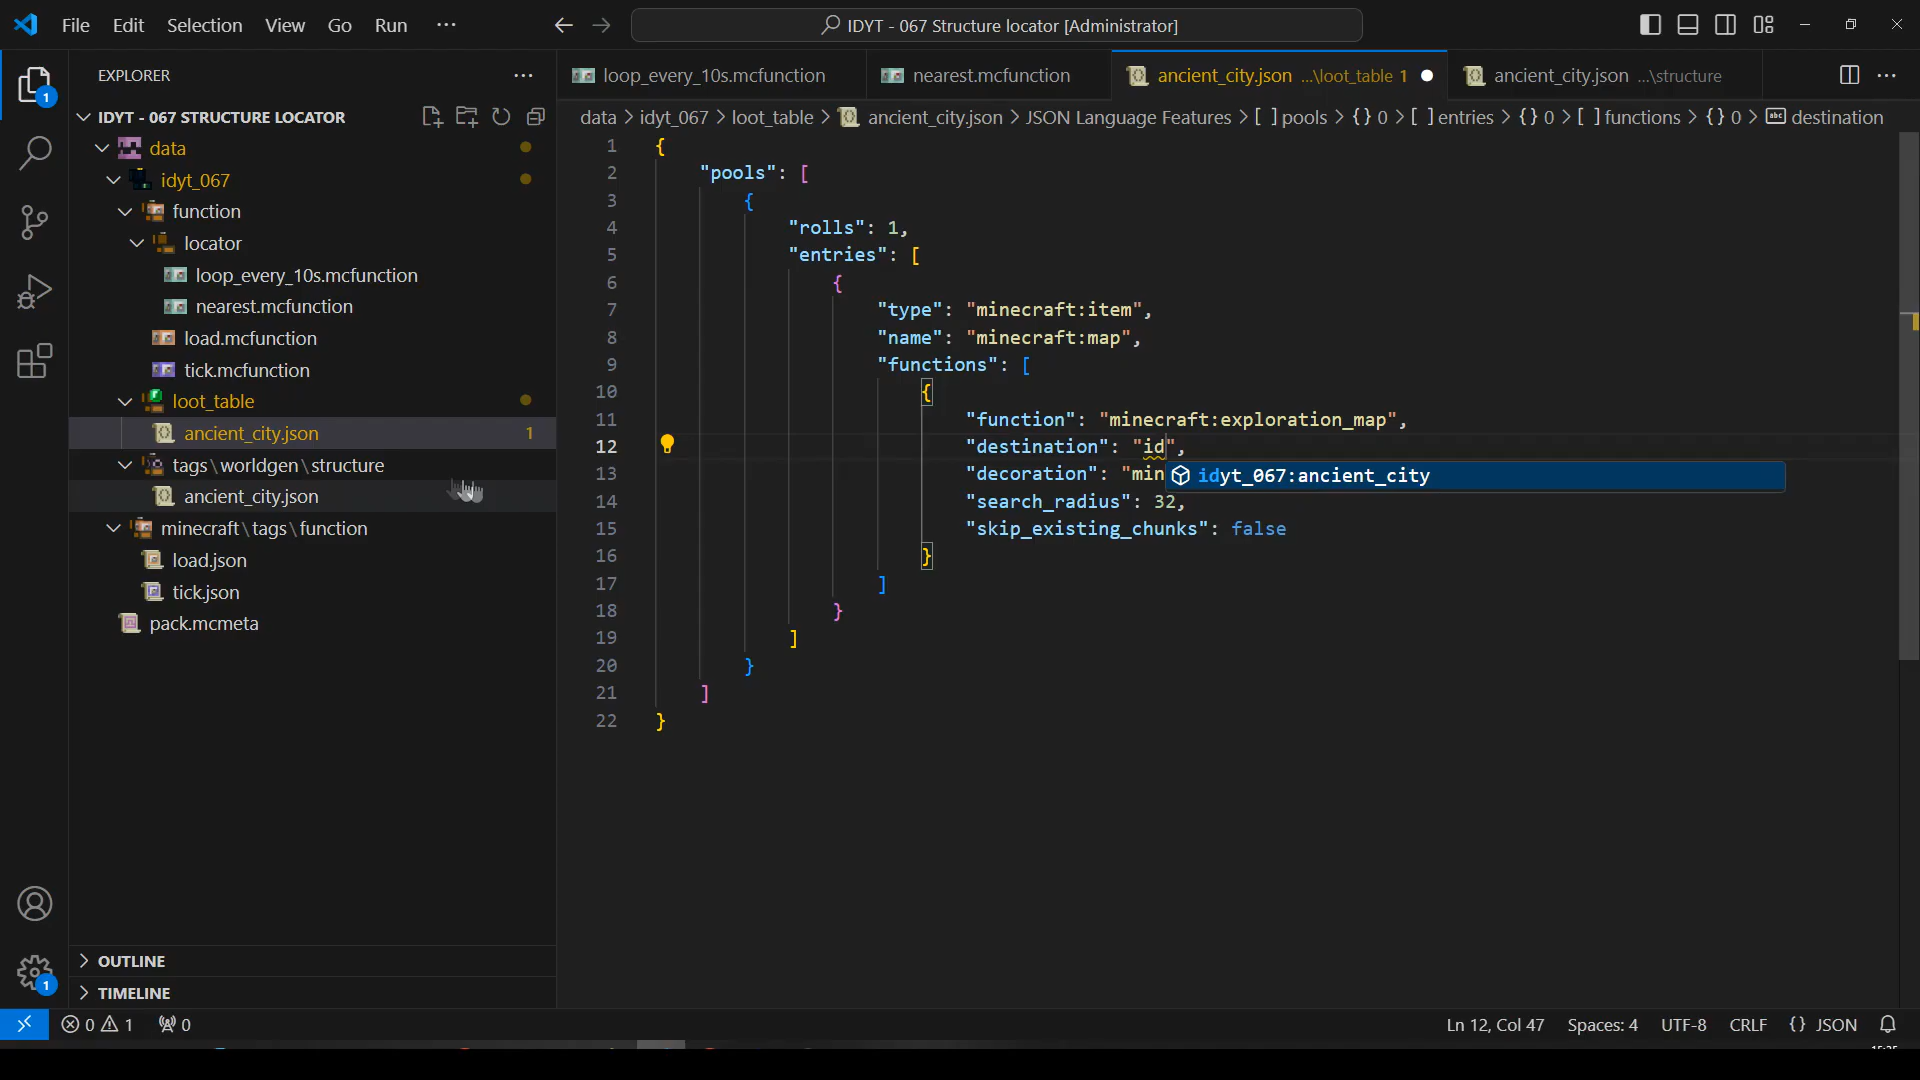 File Edit Selection View Go Run ···
IDYT - 067 Structure locator [Administrator]
EXPLORER
IDYT - 067 STRUCTURE LOCATOR
data
idyt_067
function
locator
loop_every_10s.mcfunction
nearest.mcfunction
load.mcfunction
tick.mcfunction
loot_table
ancient_city.json 1
tags\worldgen\structure
ancient_city.json
minecraft\tags\function
load.json
tick.json
pack.mcmeta
OUTLINE
TIMELINE
1
1
loop_every_10s.mcfunction nearest.mcfunction ancient_city.json ...\loot_table 1 ancient_city.json ...\structure
data > idyt_067 > loot_table > ancient_city.json > JSON Language Features > [ ] pools > {} 0 > [ ] entries > {} 0 > [ ] functions > {} 0 > abc destination
1 {
2 "pools": [
3 {
4 "rolls": 1,
5 "entries": [
6 {
7 "type": "minecraft:item",
8 "name": "minecraft:map",
9 "functions": [
10 {
11 "function": "minecraft:exploration_map",
12 "destination": "id",
13 "decoration": "min
idyt_067:ancient_city
14 "search_radius": 32,
15 "skip_existing_chunks": false
16 }
17 ]
18 }
19 ]
20 }
21 ]
22 }
0 1 0 Ln 12, Col 47 Spaces: 4 UTF-8 CRLF {} JSON